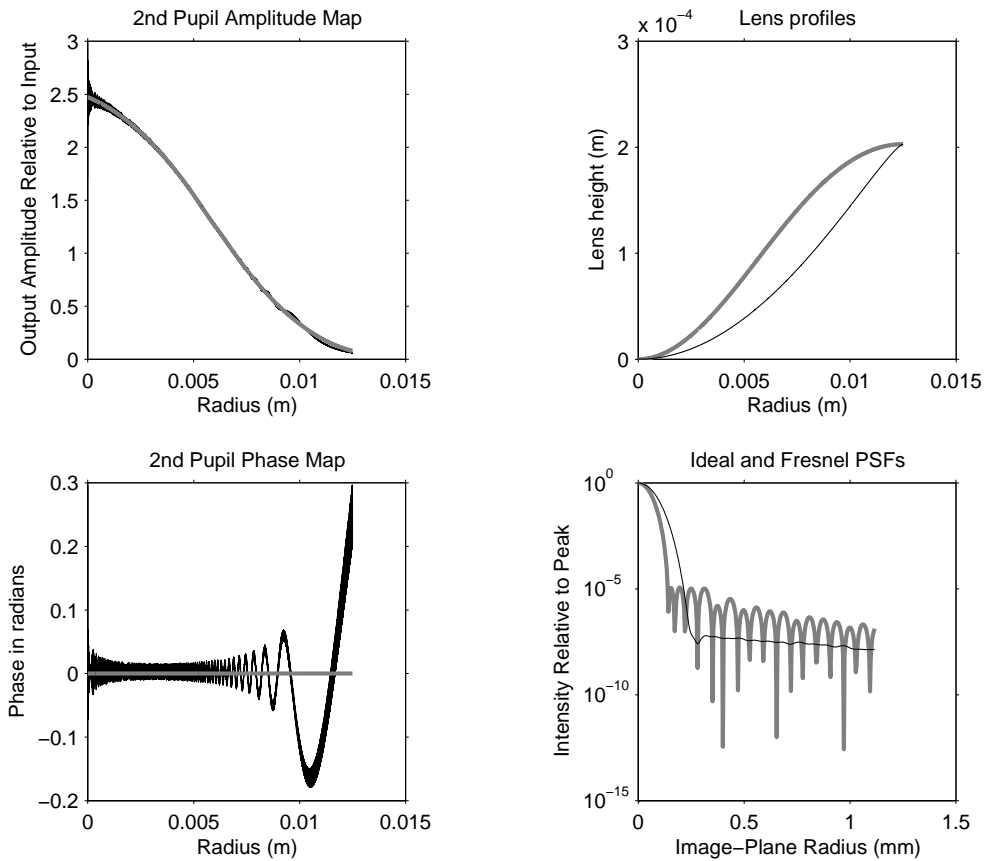 2nd Pupil Amplitude Map
Output Amplitude Relative to Input
3
2.5
2
1.5
1
0.5
0
0 0.005 0.01 0.015
Radius (m)
Lens profiles
x 10^−4
Lens height (m)
3
2
1
0
0 0.005 0.01 0.015
Radius (m)
2nd Pupil Phase Map
Phase in radians
0.3
0.2
0.1
0
−0.1
−0.2
0 0.005 0.01 0.015
Radius (m)
Ideal and Fresnel PSFs
Intensity Relative to Peak
10^0
10^−5
10^−10
10^−15
0 0.5 1 1.5
Image−Plane Radius (mm)